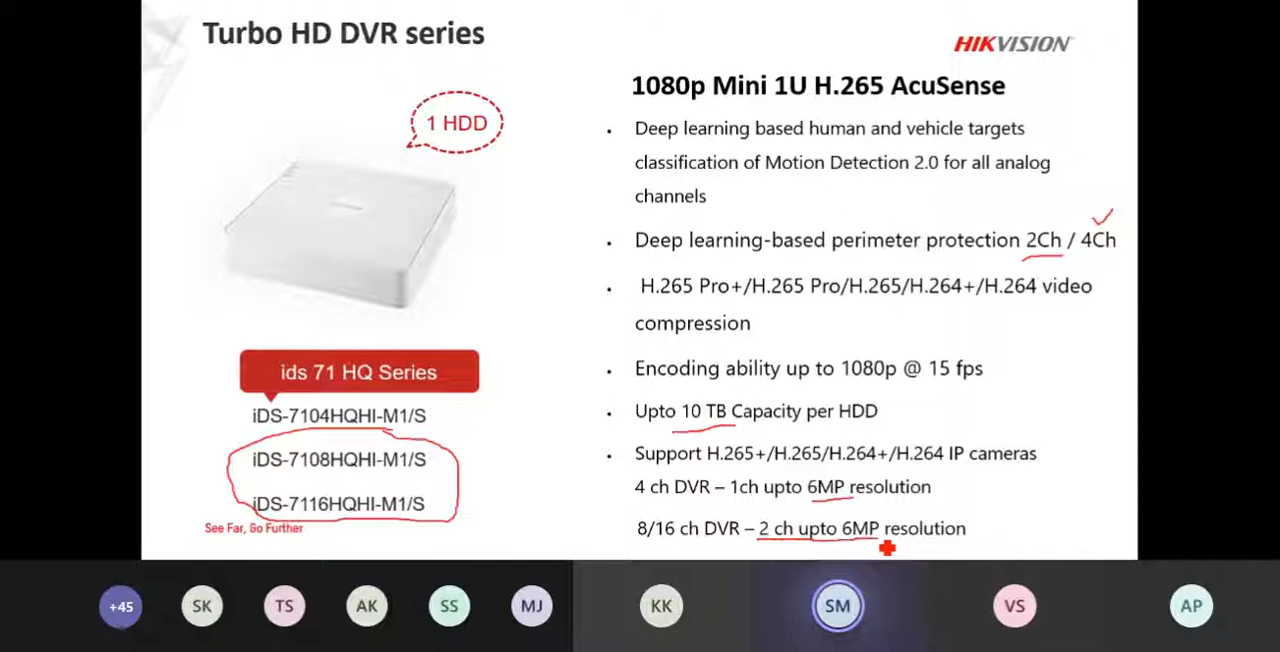 Turbo HD DVR series
HIKVISION
1 HDD
ids 71 HQ Series
iDS-7104HQHI-M1/S
iDS-7108HQHI-M1/S
iDS-7116HQHI-M1/S
See Far, Go Further
1080p Mini 1U H.265 AcuSense
• Deep learning based human and vehicle targets
classification of Motion Detection 2.0 for all analog
channels
• Deep learning-based perimeter protection 2Ch / 4Ch
• H.265 Pro+/H.265 Pro/H.265/H.264+/H.264 video
compression
• Encoding ability up to 1080p @ 15 fps
• Upto 10 TB Capacity per HDD
• Support H.265+/H.265/H.264+/H.264 IP cameras
4 ch DVR – 1ch upto 6MP resolution
8/16 ch DVR – 2 ch upto 6MP resolution
+45 SK TS AK SS MJ KK SM VS AP